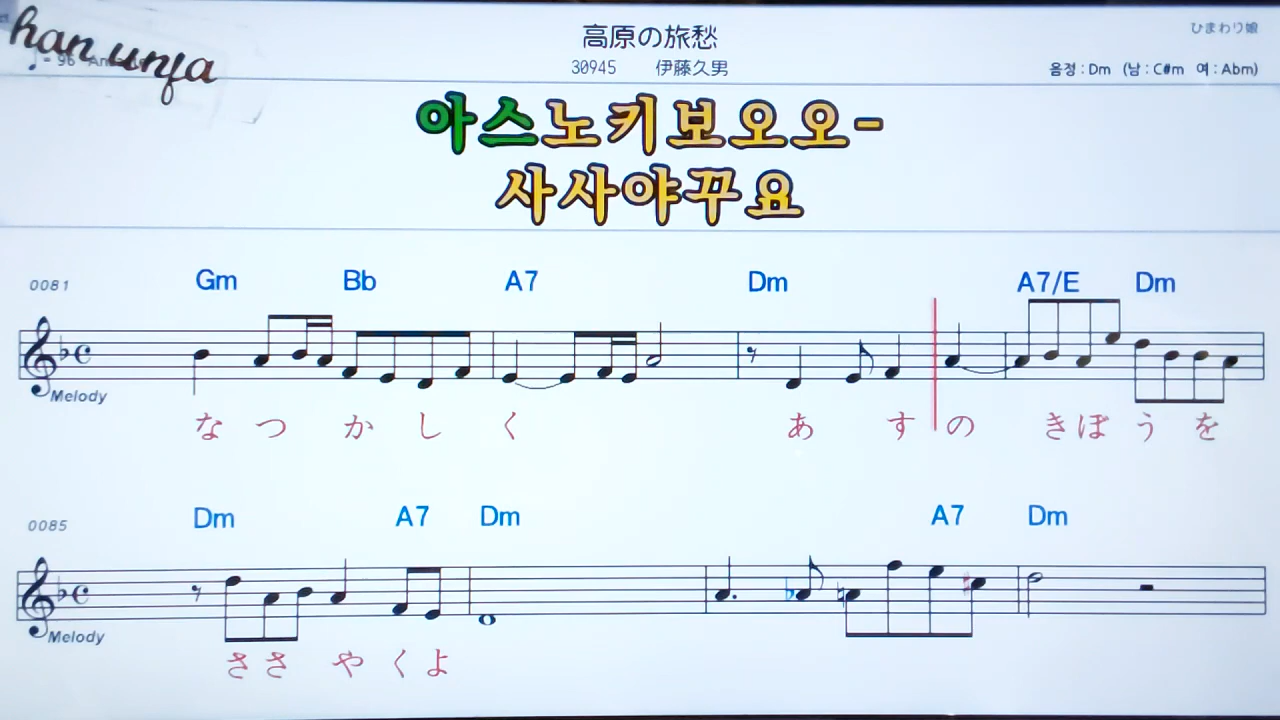 han unfa
高原の旅愁
ひまわり娘
♩= 96
30945 伊藤久男
음정 : Dm (남 : C#m 여 : Abm)
아스노키보오오-
사사야꾸요
0081 Gm Bb A7 Dm A7/E Dm
Melody
なつかしく あすの きぼうを
0085 Dm A7 Dm A7 Dm
Melody
ささやくよ